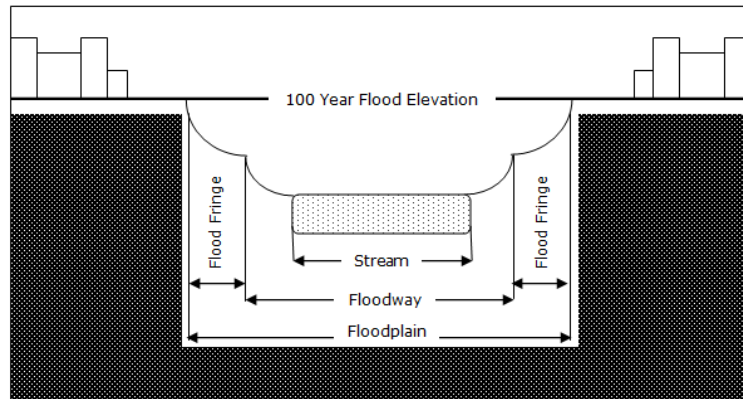 100 Year Flood Elevation
Flood Fringe
Flood Fringe
Stream
Floodway
Floodplain